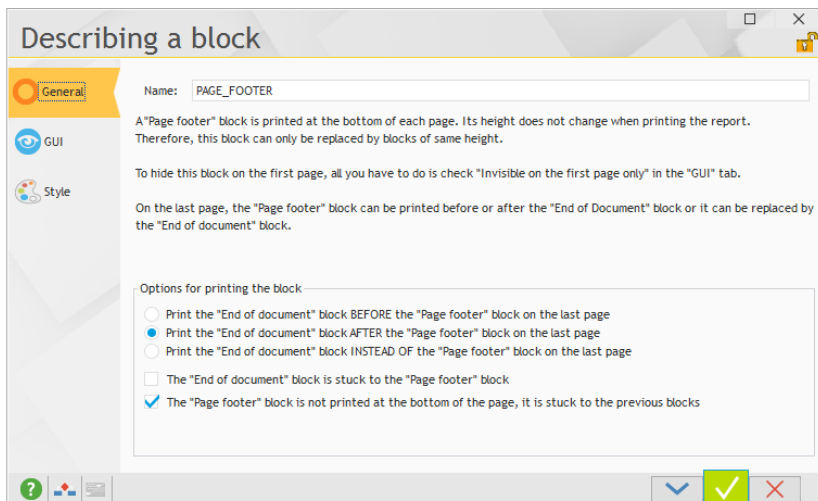 Describing a block
General
GUI
Style
Name: PAGE_FOOTER
A"Page footer" block is printed at the bottom of each page. Its height does not change when printing the report.
Therefore, this block can only be replaced by blocks of same height.
To hide this block on the first page, all you have to do is check "Invisible on the first page only" in the "GUI" tab.
On the last page, the "Page footer" block can be printed before or after the "End of Document" block or it can be replaced by
the "End of document" block.
Options for printing the block
Print the "End of document" block BEFORE the "Page footer" block on the last page
Print the "End of document" block AFTER the "Page footer" block on the last page
Print the "End of document" block INSTEAD OF the "Page footer" block on the last page
The "End of document" block is stuck to the "Page footer" block
The "Page footer" block is not printed at the bottom of the page, it is stuck to the previous blocks